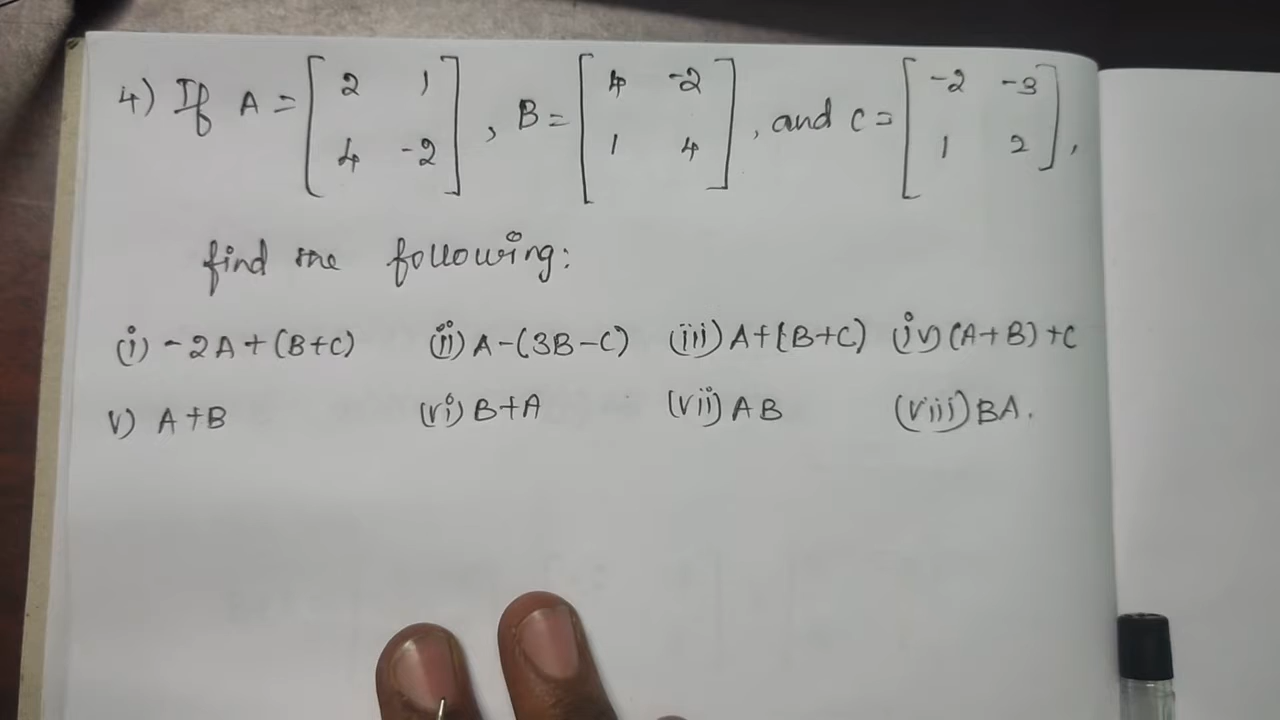 4) If A = [ 2 1 4 -2 ], B = [ 4 -2 1 4 ], and C = [ -2 -3 1 2 ],
find the following:
(i) -2A+(B+C) (ii) A-(3B-C) (iii) A+(B+C) (iv) (A+B)+C
v) A+B (vi) B+A (vii) AB (viii) BA.